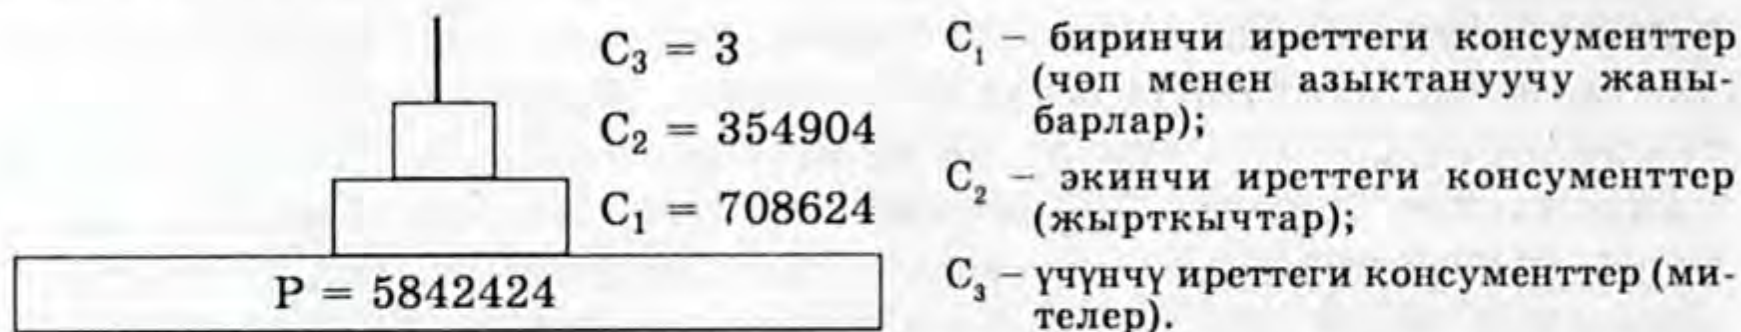 C₃ = 3
C₂ = 354904
C₁ = 708624
P = 5842424
C₁ – биринчи иреттеги консументтер
(чөп менен азыктануучу жаны-
барлар);
C₂ – экинчи иреттеги консументтер
(жырткычтар);
C₃ – үчүнчү иреттеги консументтер (ми-
телер).